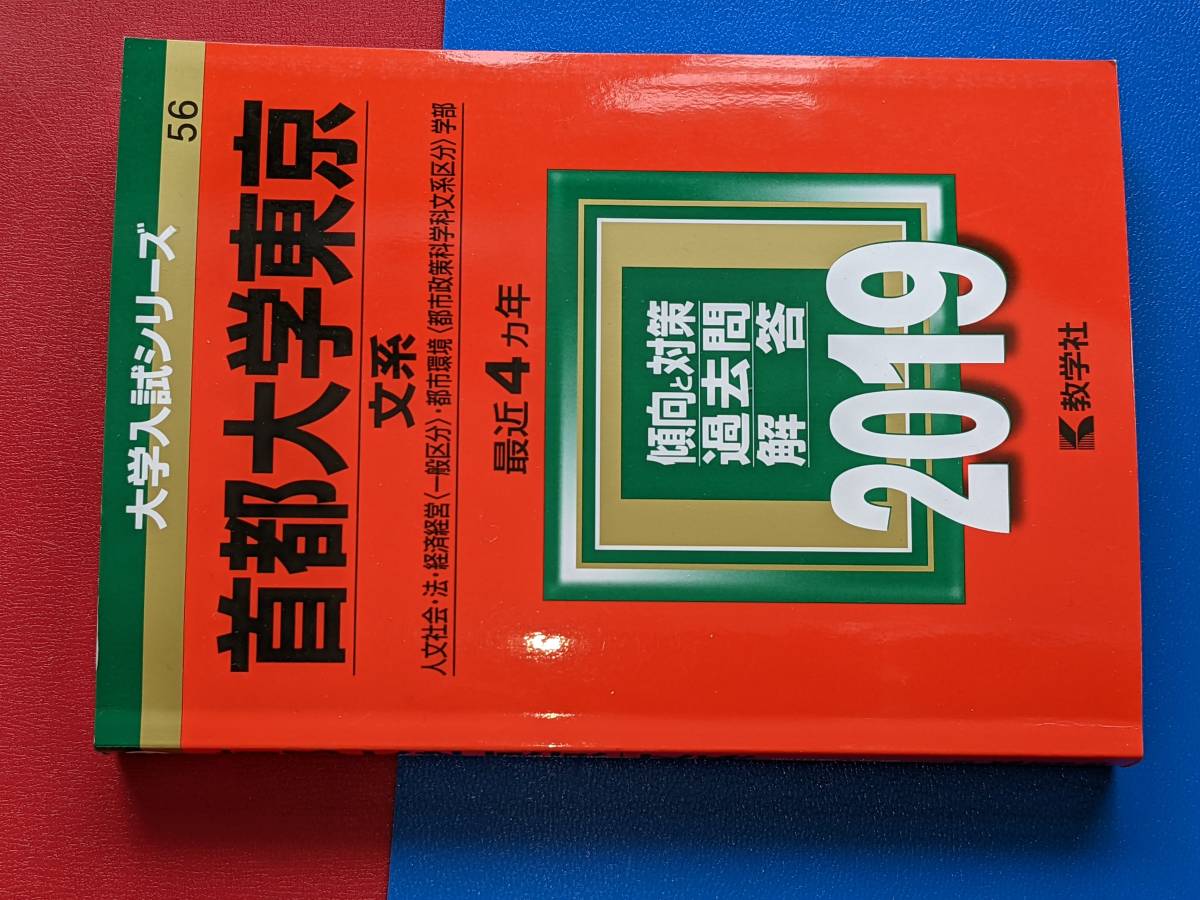 大学入試シリーズ
56
首都大学東京
文系
人文社会・法・経済経営〈一般区分〉・都市環境〈都市政策科学科文系区分〉学部
最近4ヵ年
傾向と対策
過去問
解答
2019
教学社